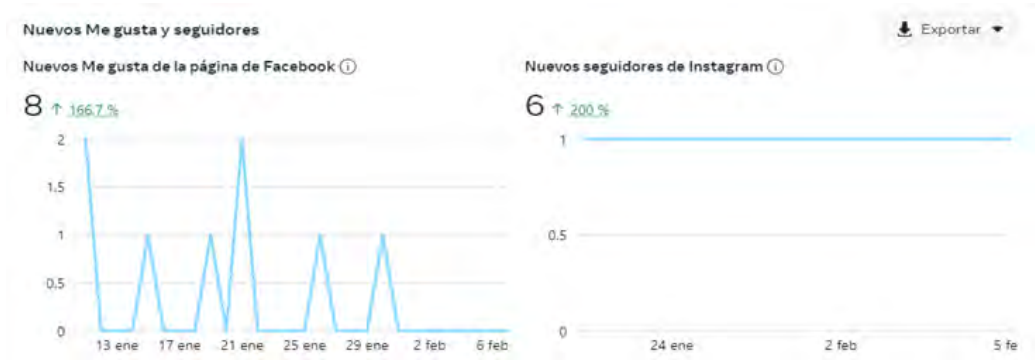 Nuevos Me gusta y seguidores
Exportar
Nuevos Me gusta de la página de Facebook
8 ↑ 166.7 %
2
1.5
1
0.5
0
13 ene 17 ene 21 ene 25 ene 29 ene 2 feb 6 feb
Nuevos seguidores de Instagram
6 ↑ 200 %
1
0.5
0
24 ene 2 feb 5 fe